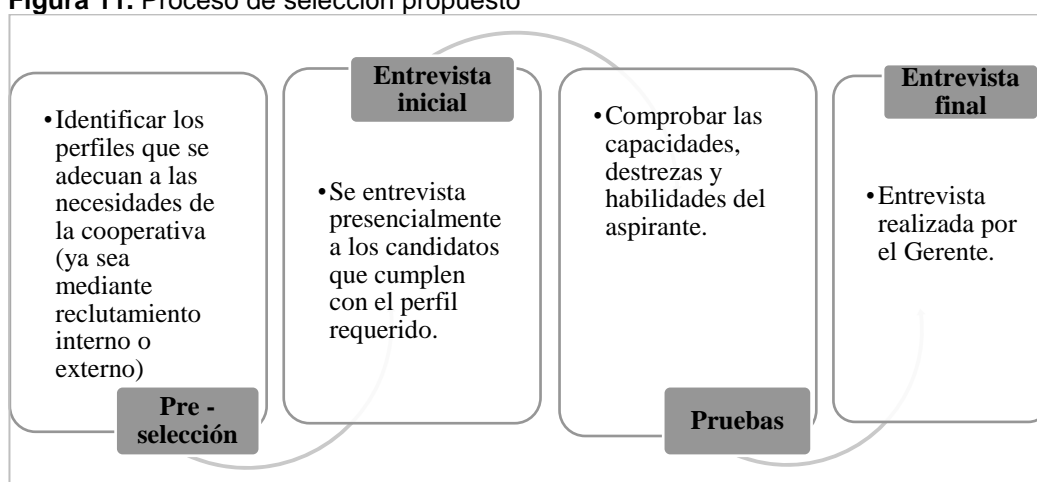 Figura 11. Proceso de selección propuesto
•Identificar los
perfiles que se
adecuan a las
necesidades de
la cooperativa
(ya sea
mediante
reclutamiento
interno o
externo)
Pre -
selección
Entrevista
inicial
•Se entrevista
presencialmente
a los candidatos
que cumplen
con el perfil
requerido.
•Comprobar las
capacidades,
destrezas y
habilidades del
aspirante.
Pruebas
Entrevista
final
•Entrevista
realizada por
el Gerente.